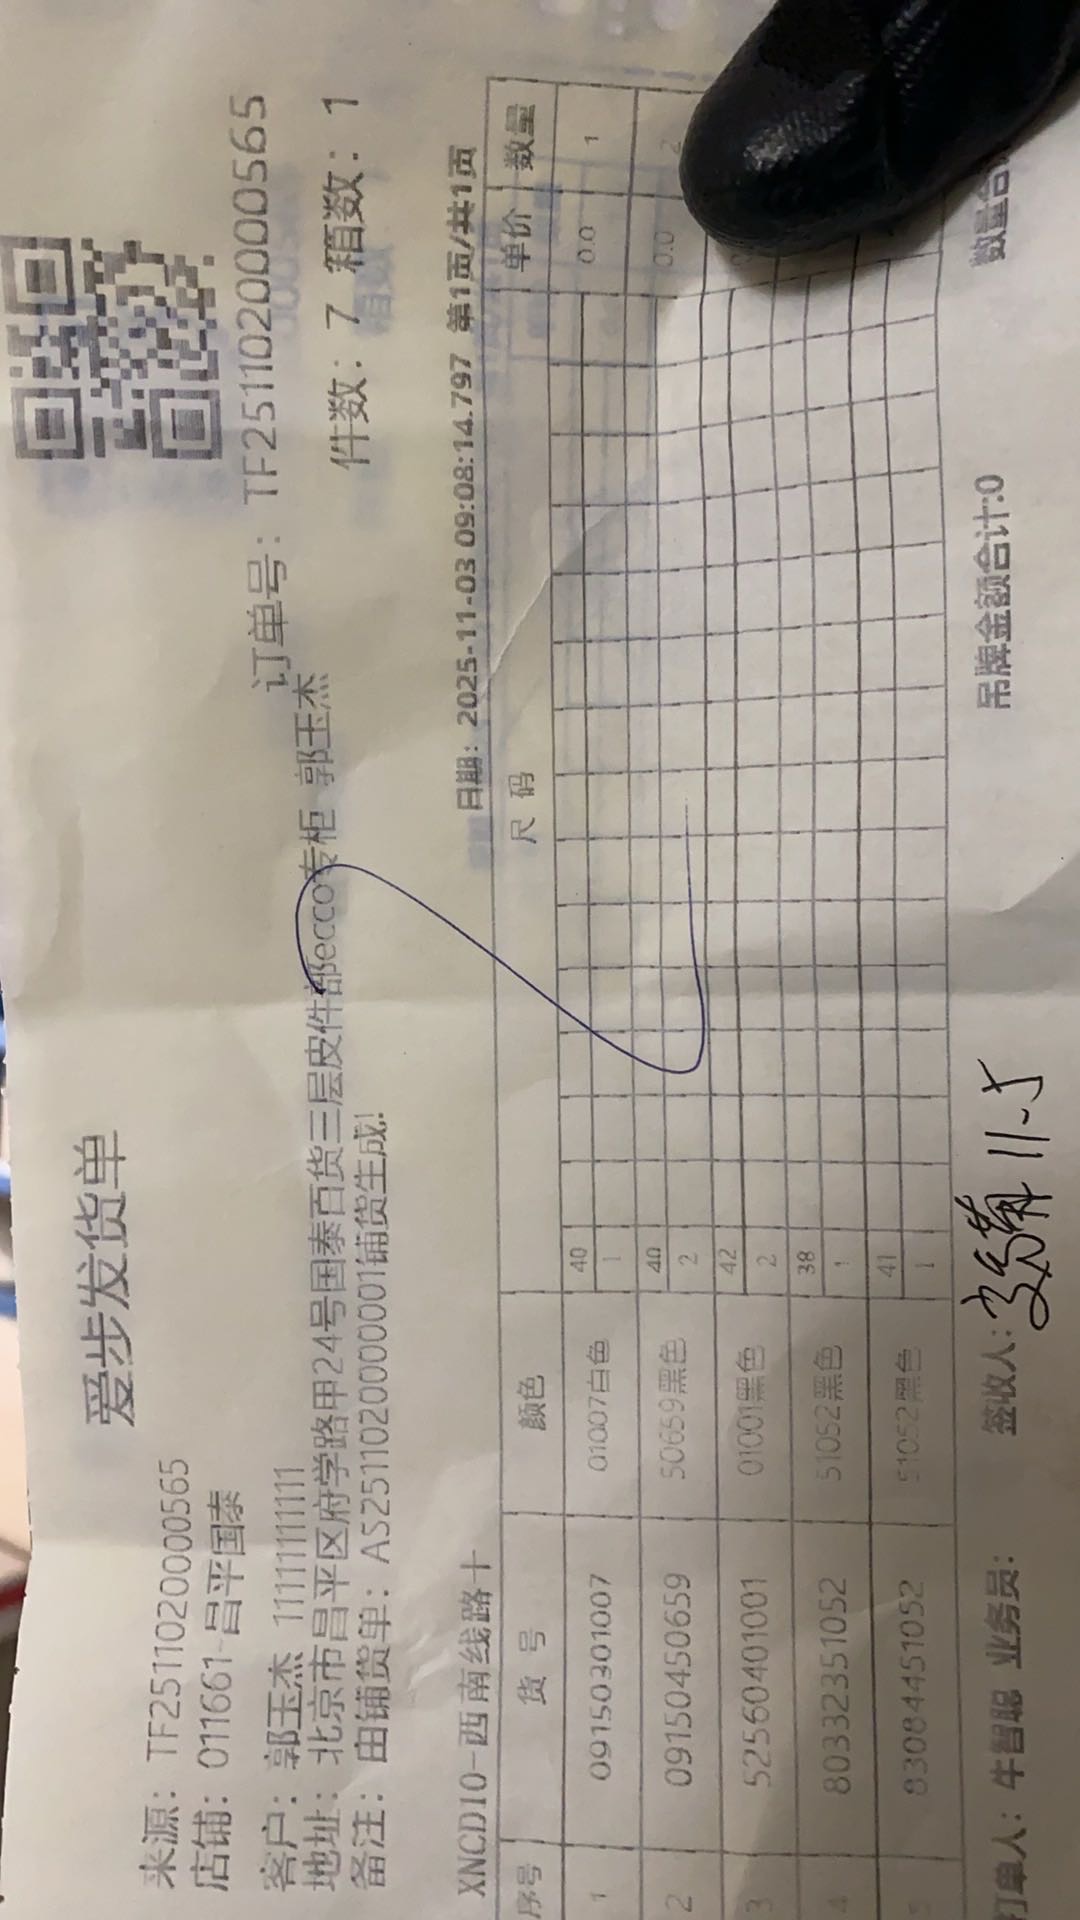 爱步发货单
来源：TF251102000565
店铺：011661-昌平国泰
订单号：TF251102000565
客户：郭玉杰 11111111111
地址：北京市昌平区府学路甲24号国泰百货三层皮件部ecco专柜 郭玉杰
件数：7 箱数：1
备注：由铺货单：AS251102000001铺货生成!
XNCD10-西南线路十 日期：2025-11-03 09:08:14.797 第1页/共1页
序号 货号 颜色 尺码 单价 数量
1 09150301007 01007白色 40 0.0 1
1
2 09150450659 50659黑色 40 0.0 2
2
3 52560401001 01001黑色 42
2
4 80332351052 51052黑色 38
1
5 83084451052 51052黑色 41
1
打单人：牛智聪 业务员： 签收人： 11-5 吊牌金额合计:0 数量合